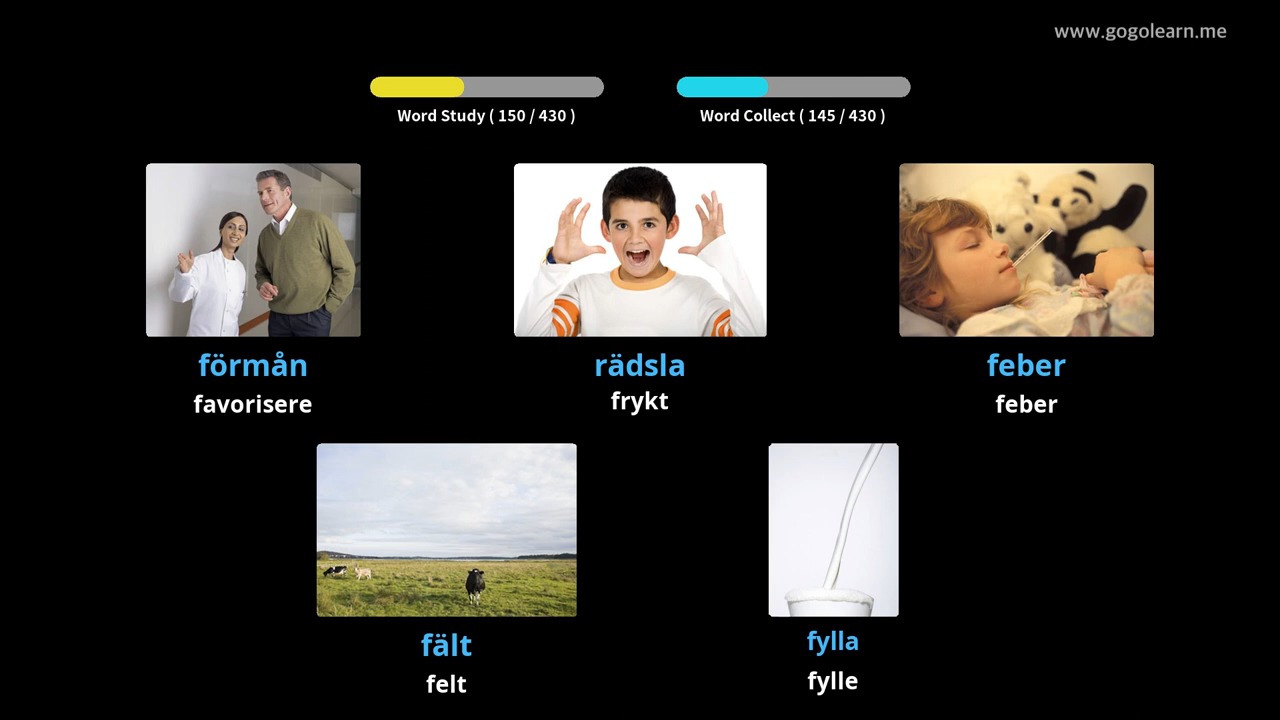 www.gogolearn.me
Word Study ( 150 / 430 )
Word Collect ( 145 / 430 )
förmån
favorisere
rädsla
frykt
feber
feber
fält
felt
fylla
fylle